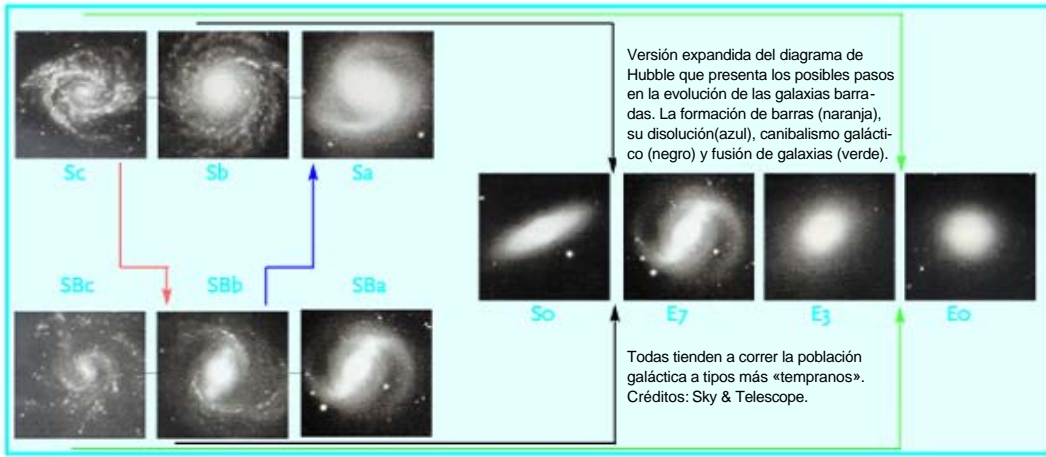 Sc Sb Sa
Versión expandida del diagrama de
Hubble que presenta los posibles pasos
en la evolución de las galaxias barra-
das. La formación de barras (naranja),
su disolución(azul), canibalismo galácti-
co (negro) y fusión de galaxias (verde).
SBc SBb SBa
S0 E7 E3 E0
Todas tienden a correr la población
galáctica a tipos más «tempranos».
Créditos: Sky & Telescope.